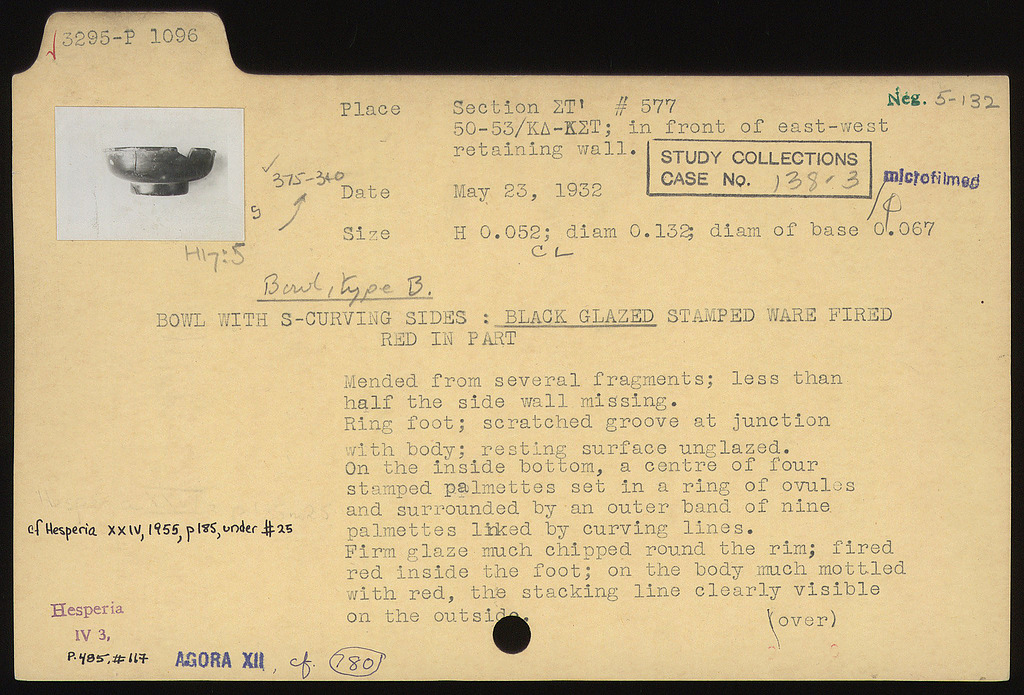 3295-P 1096
Neg. 5-132
Place Section ΣΤ' # 577
50-53/ΚΔ-ΚΣΤ; in front of east-west
retaining wall.
STUDY COLLECTIONS
CASE No. 138-3
microfilmed
375-340
Date May 23, 1932
S
Size H 0.052; diam 0.132; diam of base 0.067
CL
H17:5
Bowl, type B.
BOWL WITH S-CURVING SIDES : BLACK GLAZED STAMPED WARE FIRED
RED IN PART
Mended from several fragments; less than
half the side wall missing.
Ring foot; scratched groove at junction
with body; resting surface unglazed.
On the inside bottom, a centre of four
stamped palmettes set in a ring of ovules
and surrounded by an outer band of nine
palmettes linked by curving lines.
Firm glaze much chipped round the rim; fired
red inside the foot; on the body much mottled
with red, the stacking line clearly visible
on the outside.
(over)
cf Hesperia XXIV, 1955, p185, under #25
Hesperia
IV 3,
P. 485, #117
AGORA XII, cf. 780